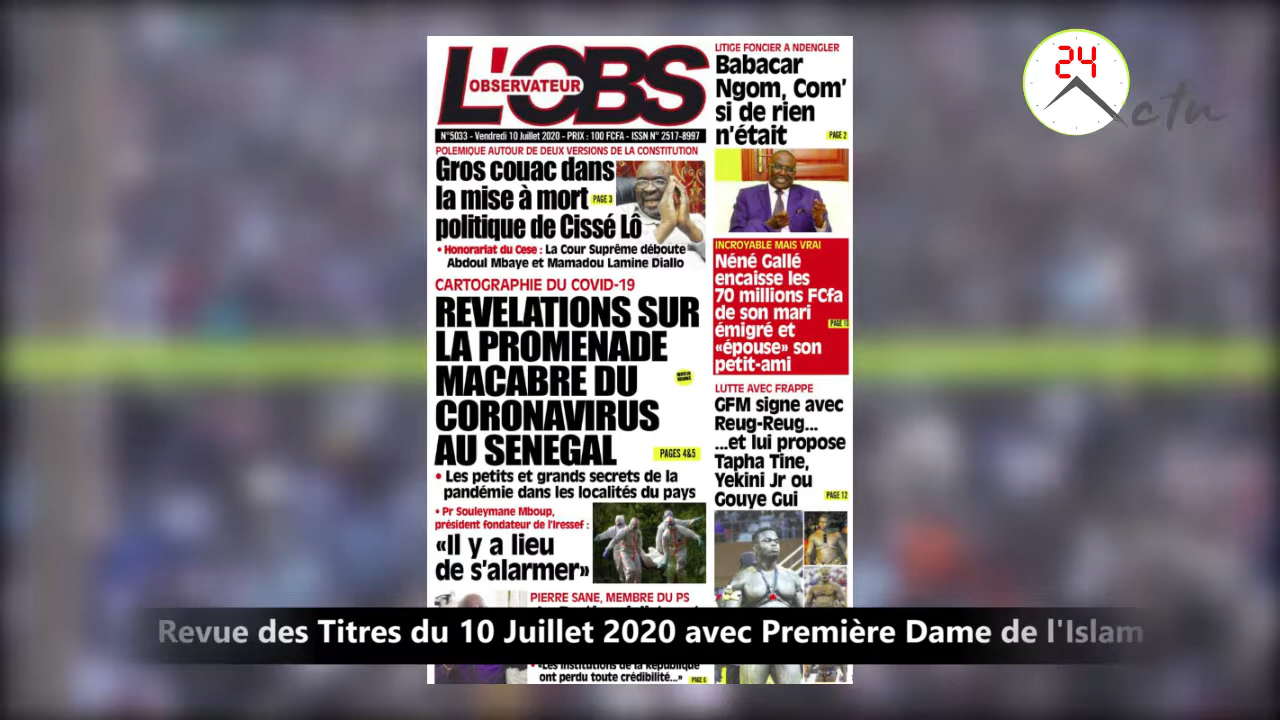 24
Actu
L'OBS
OBSERVATEUR
N°5033 - Vendredi 10 Juillet 2020 - PRIX : 100 FCFA - ISSN N° 2517-8997
POLEMIQUE AUTOUR DE DEUX VERSIONS DE LA CONSTITUTION
Gros couac dans
la mise à mort
PAGE 3
politique de Cissé Lô
• Honorariat du Cese : La Cour Suprême déboute
Abdoul Mbaye et Mamadou Lamine Diallo
CARTOGRAPHIE DU COVID-19
REVELATIONS SUR
LA PROMENADE
MACABRE DU
CORONAVIRUS
AU SENEGAL
PAGES 4&5
• Les petits et grands secrets de la
pandémie dans les localités du pays
• Pr Souleymane Mboup,
président fondateur de l'Iressef :
«Il y a lieu
de s'alarmer»
PIERRE SANE, MEMBRE DU PS
• «Les institutions de la République
ont perdu toute crédibilité...»
PAGE 6
LITIGE FONCIER A NDENGLER
Babacar
Ngom, Com'
si de rien
n'était
PAGE 2
INCROYABLE MAIS VRAI
Néné Gallé
encaisse les
70 millions FCfa
de son mari
émigré et
«épouse» son
petit-ami
LUTTE AVEC FRAPPE
GFM signe avec
Reug-Reug...
...et lui propose
Tapha Tine,
Yekini Jr ou
Gouye Gui
PAGE 12
Revue des Titres du 10 Juillet 2020 avec Première Dame de l'Islam